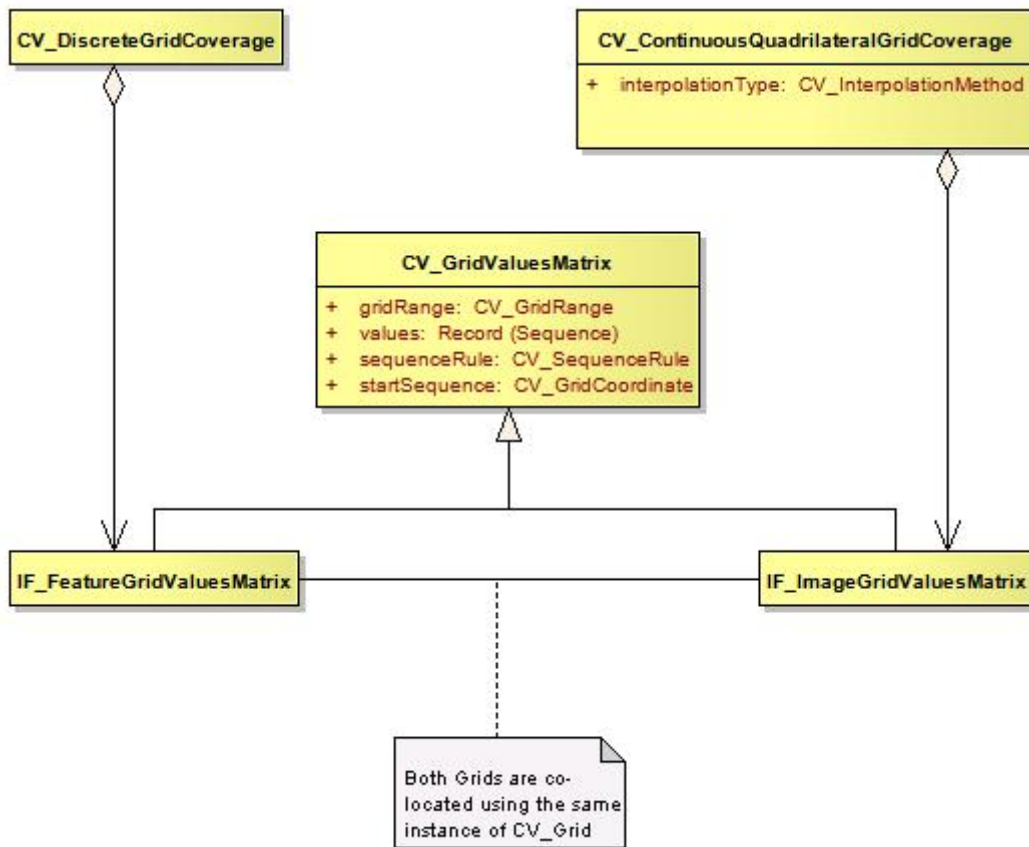 CV_DiscreteGridCoverage
CV_ContinuousQuadrilateralGridCoverage
+ interpolationType: CV_InterpolationMethod
CV_GridValuesMatrix
+ gridRange: CV_GridRange
+ values: Record (Sequence)
+ sequenceRule: CV_SequenceRule
+ startSequence: CV_GridCoordinate
IF_FeatureGridValuesMatrix
IF_ImageGridValuesMatrix
Both Grids are co-
located using the same
instance of CV_Grid